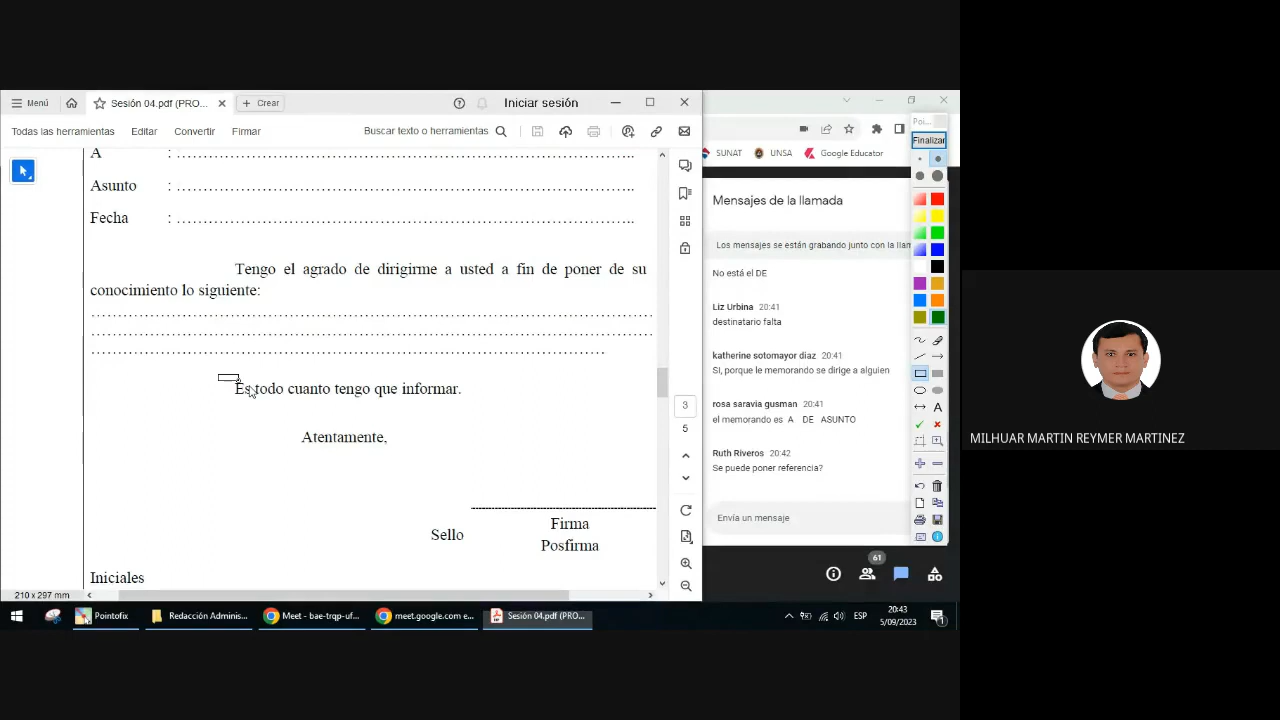 Menú
Sesión 04.pdf (PRO...
Crear
Iniciar sesión
Todas las herramientas
Editar
Convertir
Firmar
Buscar texto o herramientas
A : ……………………………………………………..
Asunto : ……………………………………………………..
Fecha : ……………………………………………………..
Tengo el agrado de dirigirme a usted a fin de poner de su
conocimiento lo siguiente:
Es todo cuanto tengo que informar.
Atentamente,
Sello
Firma
Posfirma
Iniciales
210 x 297 mm
3
5
SUNAT
UNSA
Google Educator
Finalizar
Mensajes de la llamada
Los mensajes se están grabando junto con la llam
No está el DE
Liz Urbina 20:41
destinatario falta
katherine sotomayor diaz 20:41
SI, porque le memorando se dirige a alguien
rosa saravia gusman 20:41
el memorando es A DE ASUNTO
Ruth Riveros 20:42
Se puede poner referencia?
Envía un mensaje
61
MILHUAR MARTIN REYMER MARTINEZ
Pointofix
Redacción Adminis...
Meet - bae-trqp-uf...
meet.google.com e...
Sesión 04.pdf (PRO...
ESP
20:43
5/09/2023
1